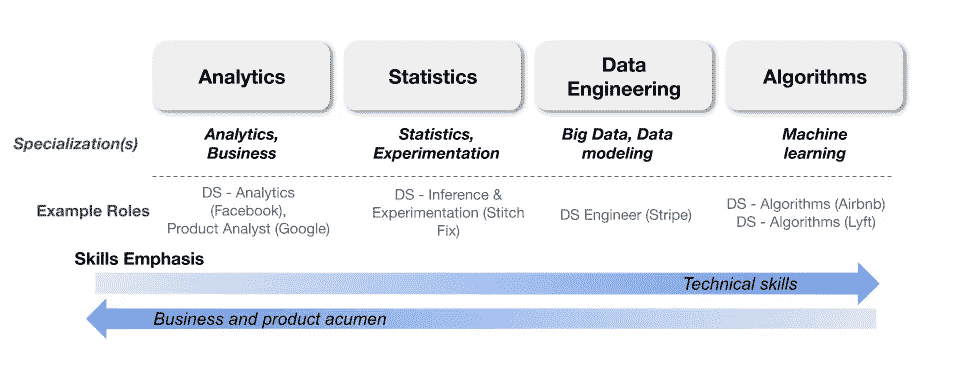 Analytics
Statistics
Data
Engineering
Algorithms
Specialization(s)
Analytics,
Business
Statistics,
Experimentation
Big Data, Data
modeling
Machine
learning
Example Roles
DS - Analytics
(Facebook),
Product Analyst (Google)
DS - Inference &
Experimentation (Stitch
Fix)
DS Engineer (Stripe)
DS - Algorithms (Airbnb)
DS - Algorithms (Lyft)
Skills Emphasis
Technical skills
Business and product acumen